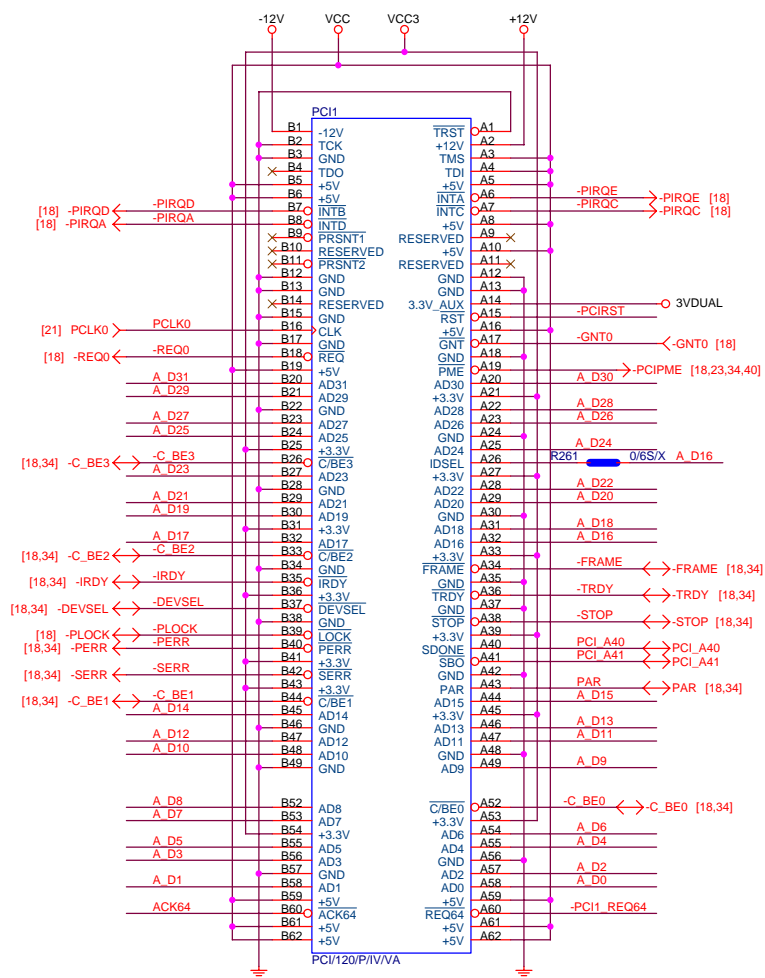 -12V VCC VCC3 +12V
PCI1
B1 -12V TRST A1
B2 TCK +12V A2
B3 GND TMS A3
B4 TDO TDI A4
B5 +5V +5V A5
B6 +5V INTA A6 -PIRQE -PIRQE [18]
[18] -PIRQD -PIRQD B7 INTB INTC A7 -PIRQC -PIRQC [18]
[18] -PIRQA -PIRQA B8 INTD +5V A8
B9 PRSNT1 RESERVED A9
B10 RESERVED +5V A10
B11 PRSNT2 RESERVED A11
B12 GND GND A12
B13 GND GND A13
B14 RESERVED 3.3V_AUX A14 3VDUAL
B15 GND RST A15 -PCIRST
[21] PCLK0 PCLK0 B16 CLK +5V A16
B17 GND GNT A17 -GNT0 -GNT0 [18]
[18] -REQ0 -REQ0 B18 REQ GND A18
B19 +5V PME A19 -PCIPME [18,23,34,40]
A_D31 B20 AD31 AD30 A20 A_D30
A_D29 B21 AD29 +3.3V A21
B22 GND AD28 A22 A_D28
A_D27 B23 AD27 AD26 A23 A_D26
A_D25 B24 AD25 GND A24
B25 +3.3V AD24 A25 A_D24
[18,34] -C_BE3 -C_BE3 B26 C/BE3 IDSEL A26 R261 0/6S/X A_D16
A_D23 B27 AD23 +3.3V A27
B28 GND AD22 A28 A_D22
A_D21 B29 AD21 AD20 A29 A_D20
A_D19 B30 AD19 GND A30
B31 +3.3V AD18 A31 A_D18
A_D17 B32 AD17 AD16 A32 A_D16
[18,34] -C_BE2 -C_BE2 B33 C/BE2 +3.3V A33
B34 GND FRAME A34 -FRAME -FRAME [18,34]
[18,34] -IRDY -IRDY B35 IRDY GND A35
B36 +3.3V TRDY A36 -TRDY -TRDY [18,34]
[18,34] -DEVSEL -DEVSEL B37 DEVSEL GND A37
B38 GND STOP A38 -STOP -STOP [18,34]
[18] -PLOCK -PLOCK B39 LOCK +3.3V A39
[18,34] -PERR -PERR B40 PERR SDONE A40 PCI_A40 PCI_A40
B41 +3.3V SBO A41 PCI_A41 PCI_A41
[18,34] -SERR -SERR B42 SERR GND A42
B43 +3.3V PAR A43 PAR PAR [18,34]
[18,34] -C_BE1 -C_BE1 B44 C/BE1 AD15 A44 A_D15
A_D14 B45 AD14 +3.3V A45
B46 GND AD13 A46 A_D13
A_D12 B47 AD12 AD11 A47 A_D11
A_D10 B48 AD10 GND A48
B49 GND AD9 A49 A_D9
A_D8 B52 AD8 C/BE0 A52 -C_BE0 -C_BE0 [18,34]
A_D7 B53 AD7 +3.3V A53
B54 +3.3V AD6 A54 A_D6
A_D5 B55 AD5 AD4 A55 A_D4
A_D3 B56 AD3 GND A56
B57 GND AD2 A57 A_D2
A_D1 B58 AD1 AD0 A58 A_D0
B59 +5V +5V A59
ACK64 B60 ACK64 REQ64 A60 -PCI1_REQ64
B61 +5V +5V A61
B62 +5V +5V A62
PCI/120/P/IV/VA